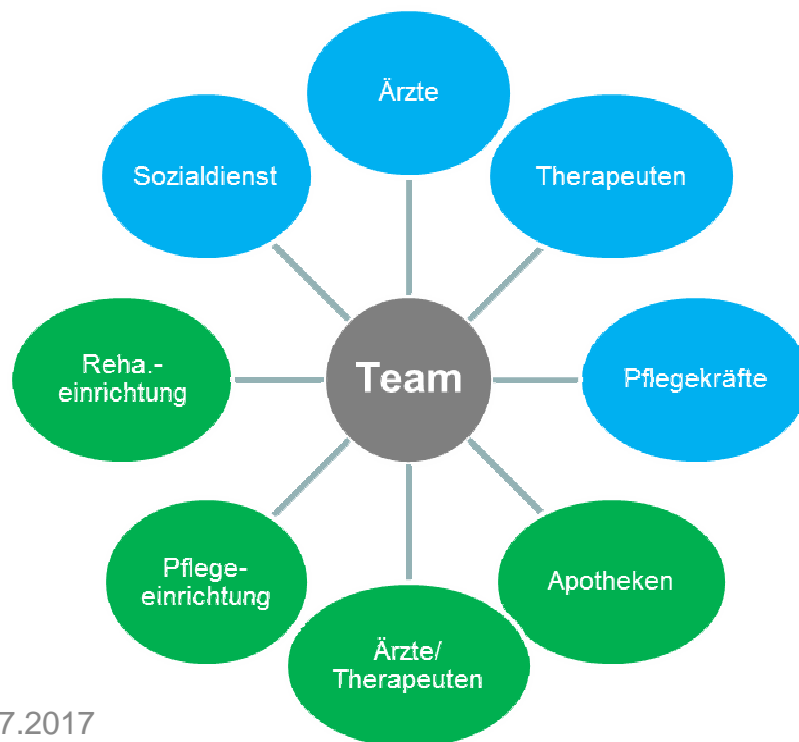 Ärzte
Sozialdienst
Therapeuten
Reha.-
einrichtung
Team
Pflegekräfte
Pflege-
einrichtung
Apotheken
Ärzte/
Therapeuten
7.2017